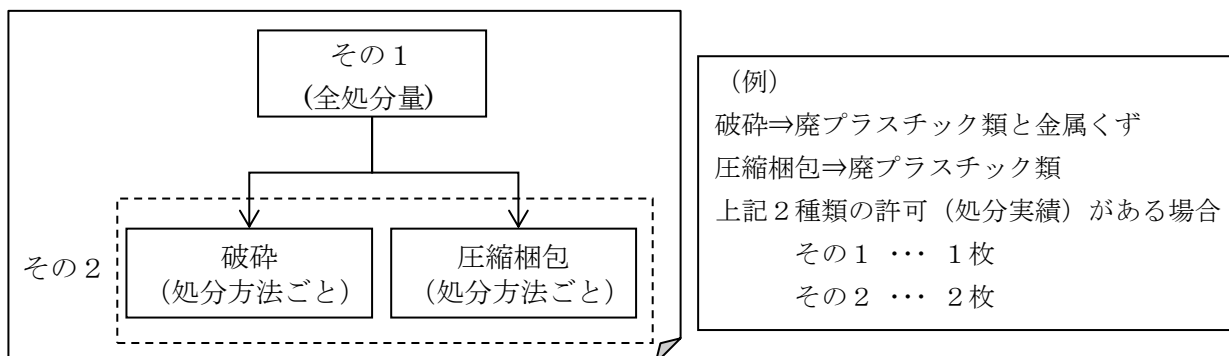 その１
(全処分量)
その２
破砕
（処分方法ごと）
圧縮梱包
（処分方法ごと）
（例）
破砕⇒廃プラスチック類と金属くず
圧縮梱包⇒廃プラスチック類
上記２種類の許可（処分実績）がある場合
その１ ･･･ １枚
その２ ･･･ ２枚